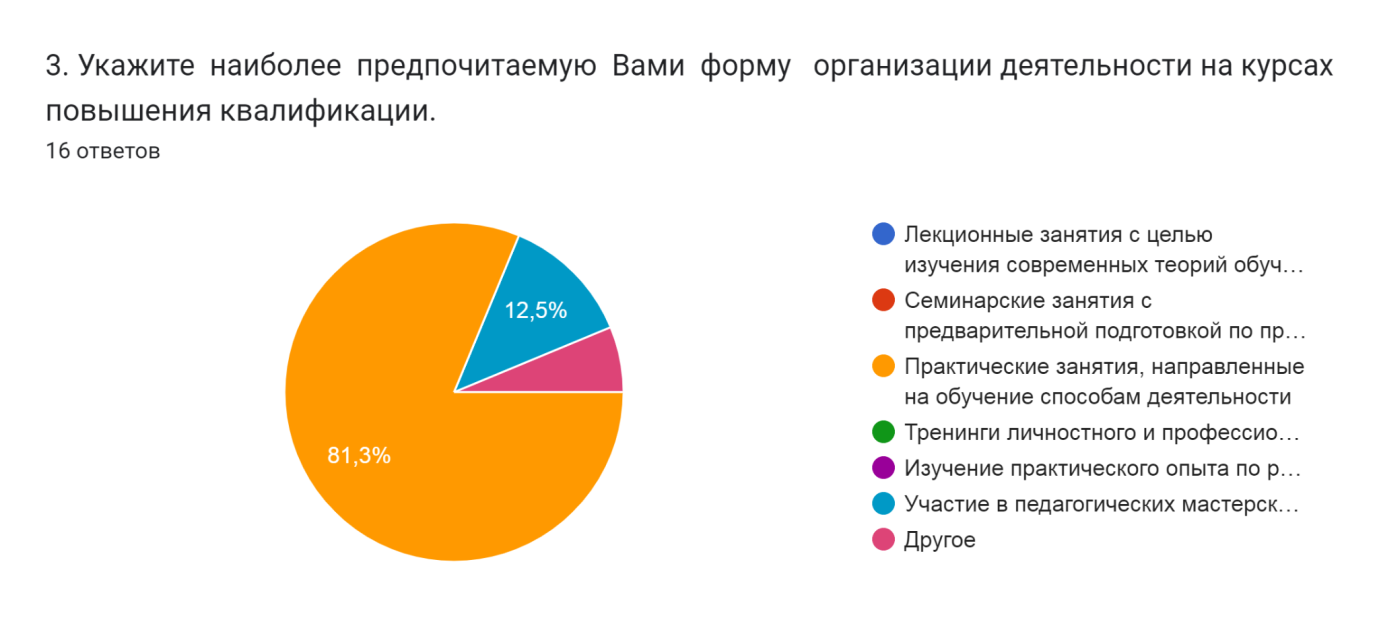 3. Укажите наиболее предпочитаемую Вами форму организации деятельности на курсах
повышения квалификации.
16 ответов
12,5%
81,3%
Лекционные занятия с целью
изучения современных теорий обуч…
Семинарские занятия с
предварительной подготовкой по пр…
Практические занятия, направленные
на обучение способам деятельности
Тренинги личностного и профессио…
Изучение практического опыта по р…
Участие в педагогических мастерск…
Другое